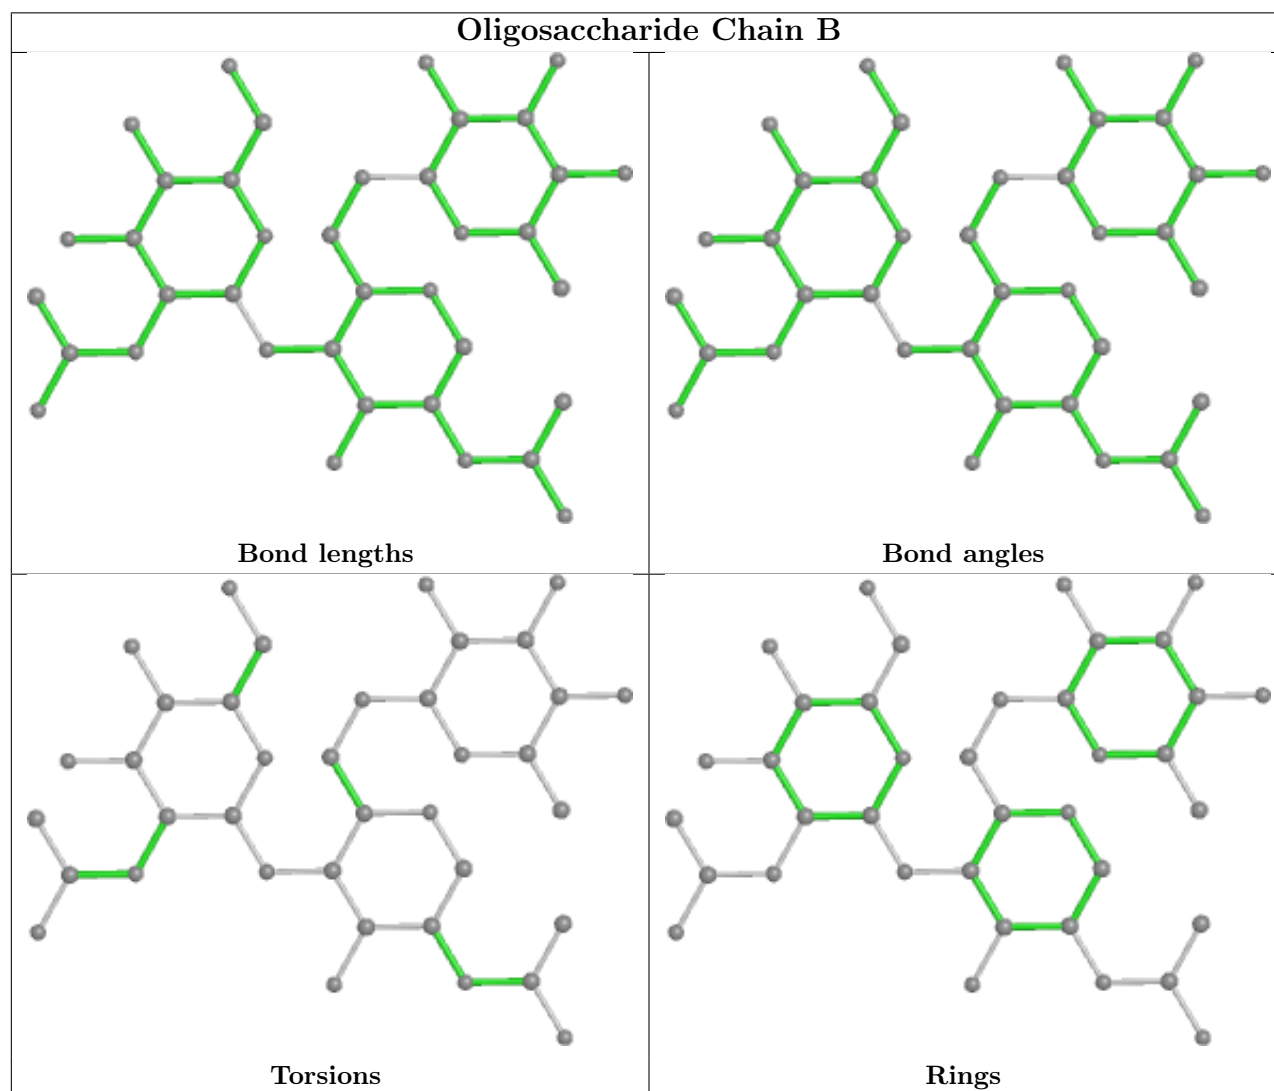 Oligosaccharide Chain B
Bond lengths
Bond angles
Torsions
Rings